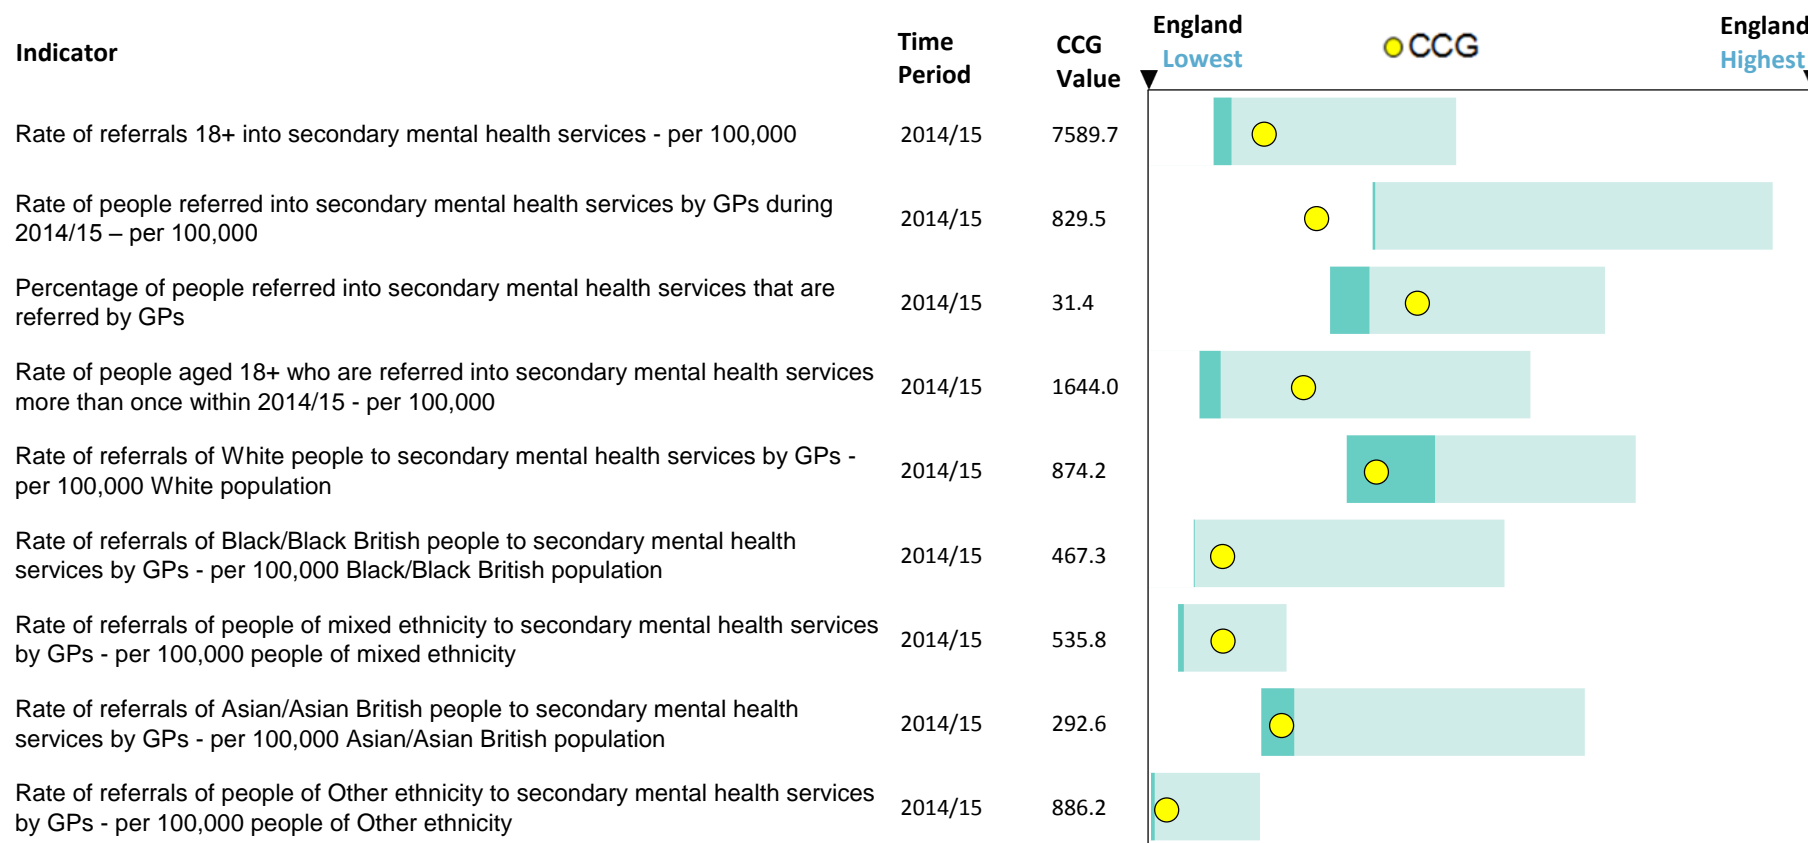 Indicator
Time
Period
CCG
Value
England
Lowest
CCG
England
Highest
Rate of referrals 18+ into secondary mental health services - per 100,000
2014/15
7589.7
Rate of people referred into secondary mental health services by GPs during
2014/15 – per 100,000
2014/15
829.5
Percentage of people referred into secondary mental health services that are
referred by GPs
2014/15
31.4
Rate of people aged 18+ who are referred into secondary mental health services
more than once within 2014/15 - per 100,000
2014/15
1644.0
Rate of referrals of White people to secondary mental health services by GPs -
per 100,000 White population
2014/15
874.2
Rate of referrals of Black/Black British people to secondary mental health
services by GPs - per 100,000 Black/Black British population
2014/15
467.3
Rate of referrals of people of mixed ethnicity to secondary mental health services
by GPs - per 100,000 people of mixed ethnicity
2014/15
535.8
Rate of referrals of Asian/Asian British people to secondary mental health
services by GPs - per 100,000 Asian/Asian British population
2014/15
292.6
Rate of referrals of people of Other ethnicity to secondary mental health services
by GPs - per 100,000 people of Other ethnicity
2014/15
886.2